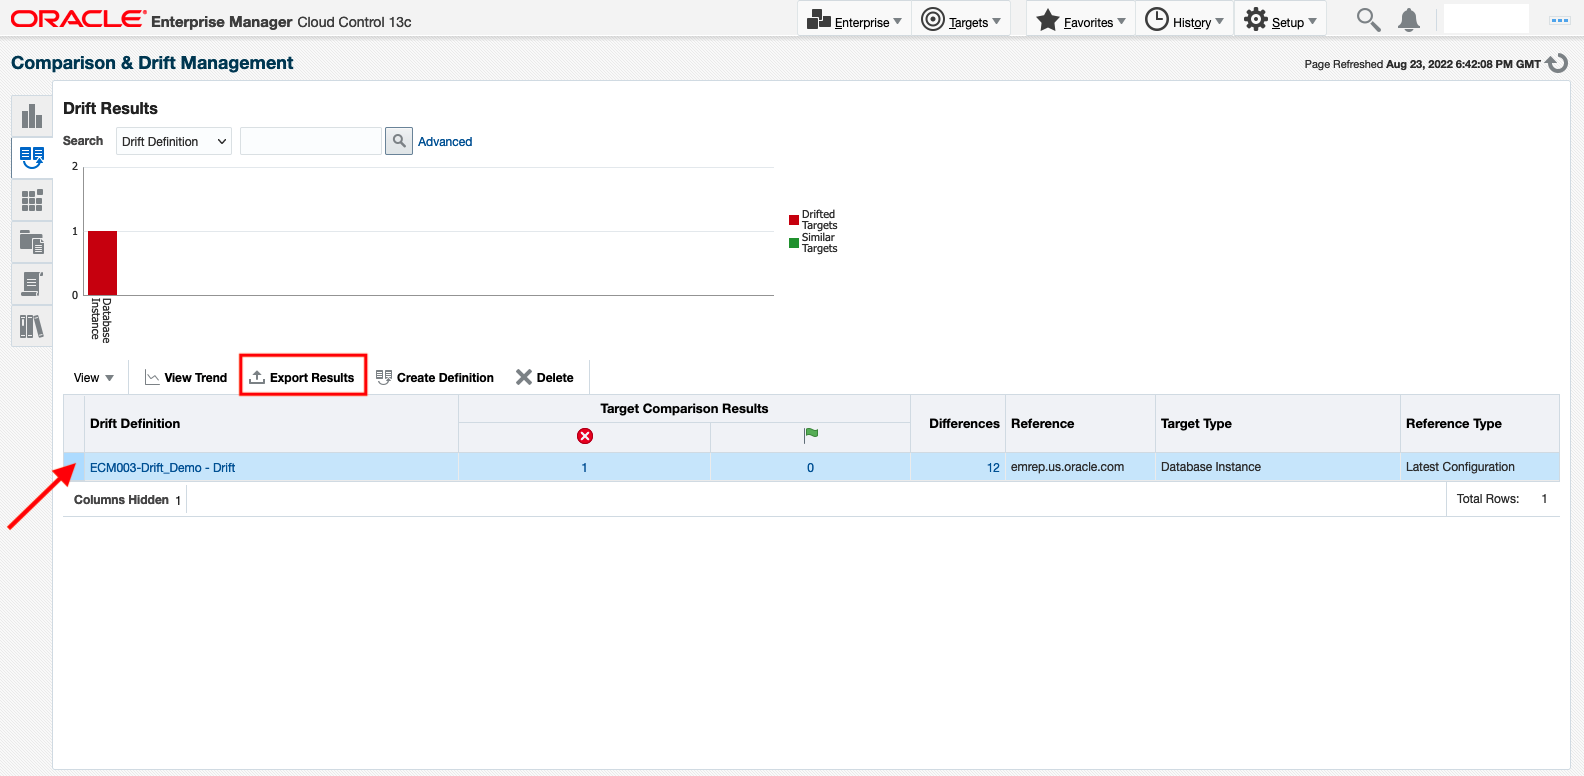 ORACLE Enterprise Manager Cloud Control 13c
Enterprise Targets Favorites History Setup
Comparison & Drift Management
Page Refreshed Aug 23, 2022 6:42:08 PM GMT
Drift Results
Search Drift Definition Advanced
2
1
0
Database
Instance
Drifted
Targets
Similar
Targets
View View Trend Export Results Create Definition Delete
Drift Definition Target Comparison Results Differences Reference Target Type Reference Type
ECM003-Drift_Demo - Drift 1 0 12 emrep.us.oracle.com Database Instance Latest Configuration
Columns Hidden 1 Total Rows: 1